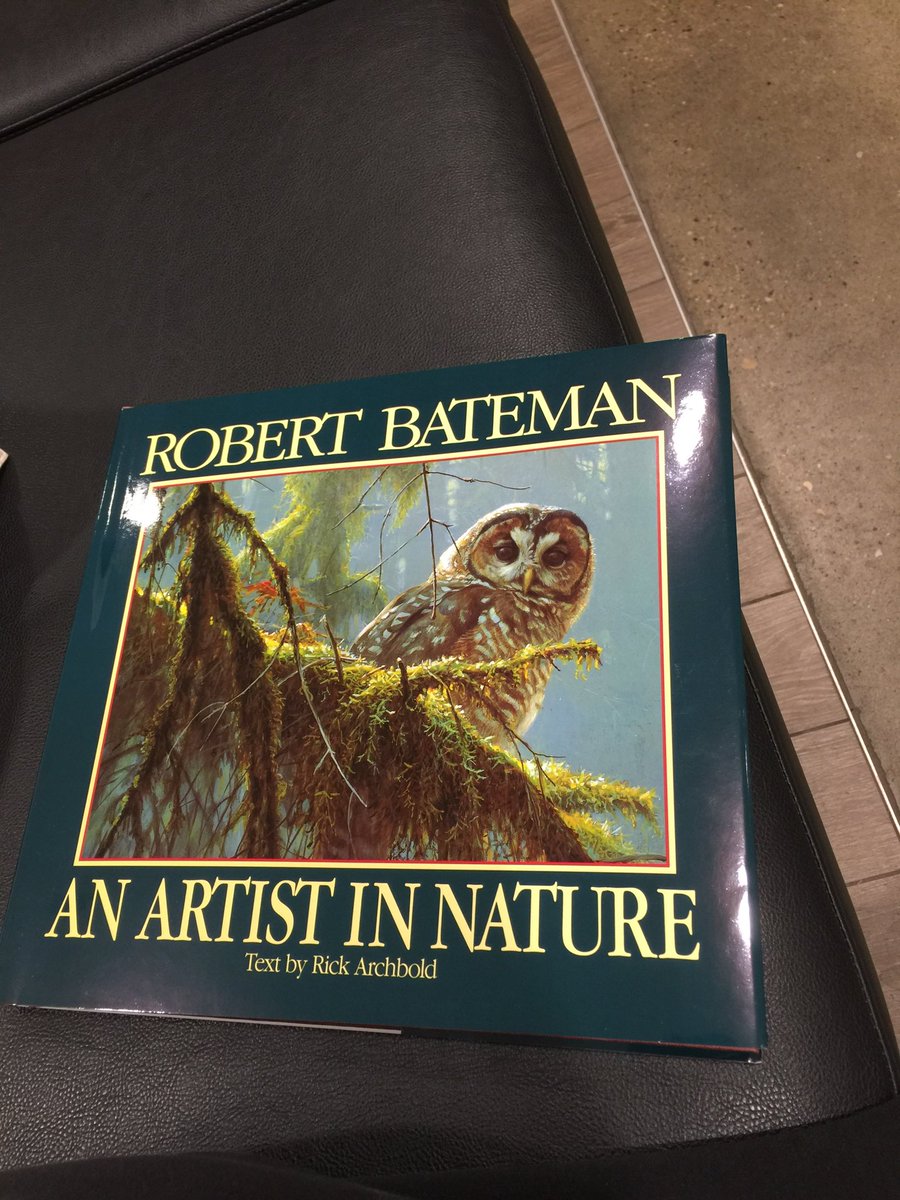 ROBERT BATEMAN
AN ARTIST IN NATURE
Text by Rick Archbold